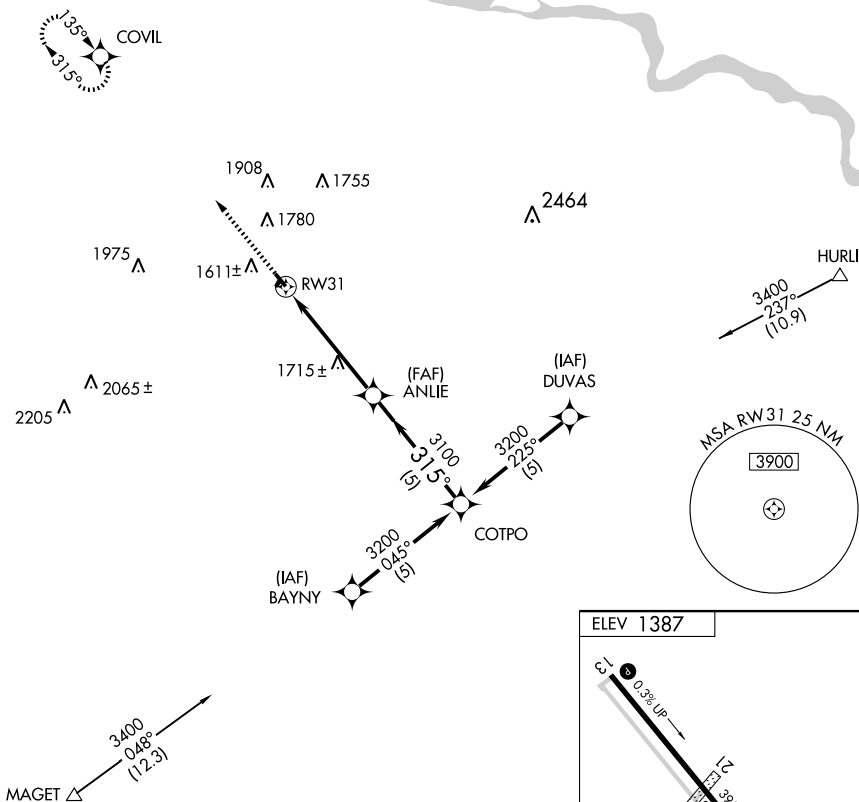 COVIL
135°
315°
1908
1755
1780
2464
1975
1611±
RW31
HURLE
3400
237°
(10.9)
1715±
(FAF)
ANLIE
(IAF)
DUVAS
2065±
2205
3100
315°
(5)
3200
225°
(5)
MSA RW31 25 NM
3900
COTPO
3200
045°
(5)
(IAF)
BAYNY
ELEV 1387
13
0.3% UP
21
3400
048°
(12.3)
MAGET